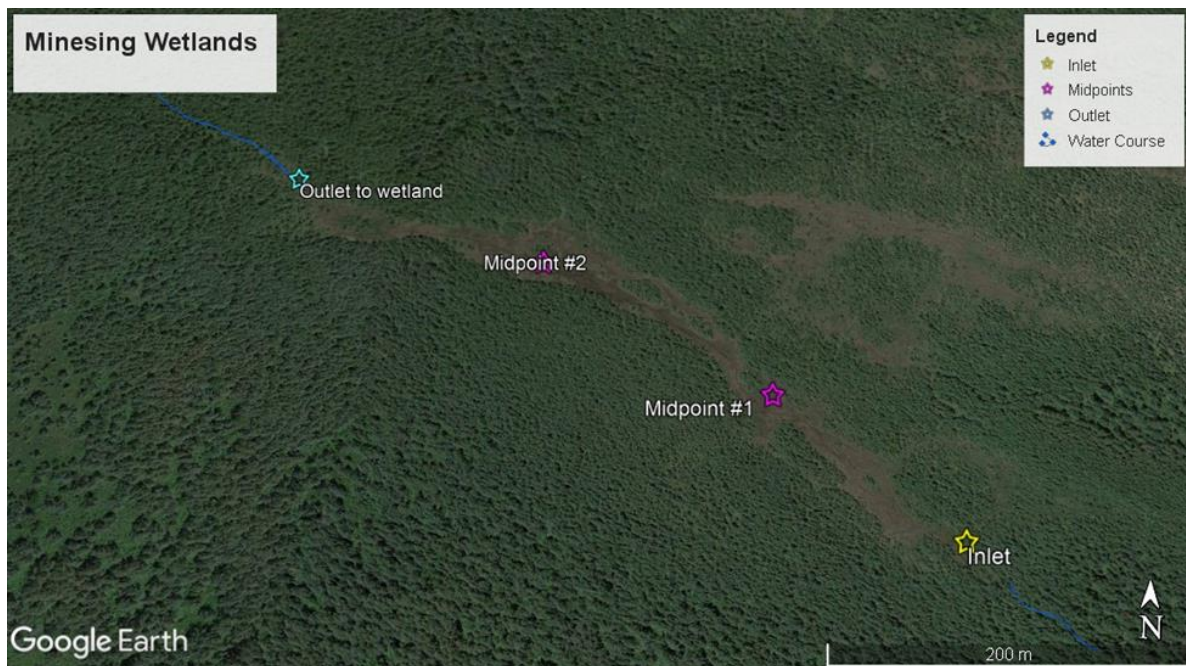 Minesing Wetlands
Legend
Inlet
Midpoints
Outlet
Water Course
Outlet to wetland
Midpoint #2
Midpoint #1
Inlet
N
Google Earth
200 m